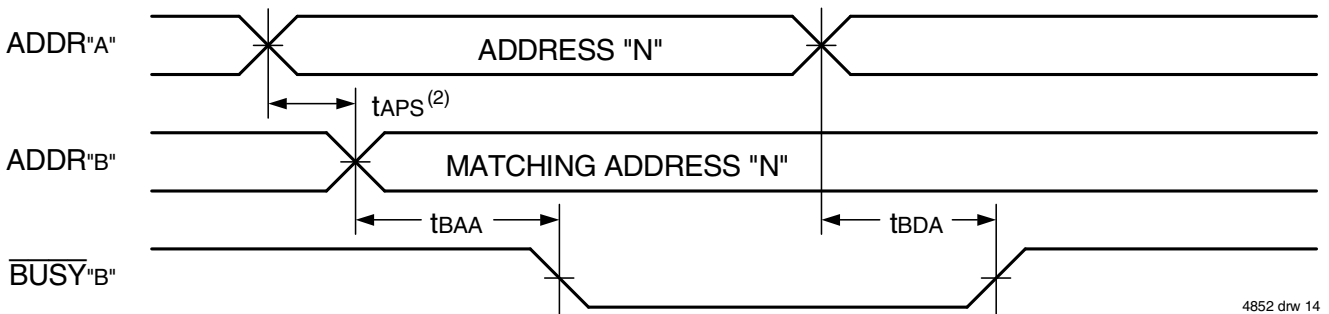 ADDR"A"
ADDRESS "N"
tAPS(2)
ADDR"B"
MATCHING ADDRESS "N"
tBAA
tBDA
BUSY"B"
4852 drw 14